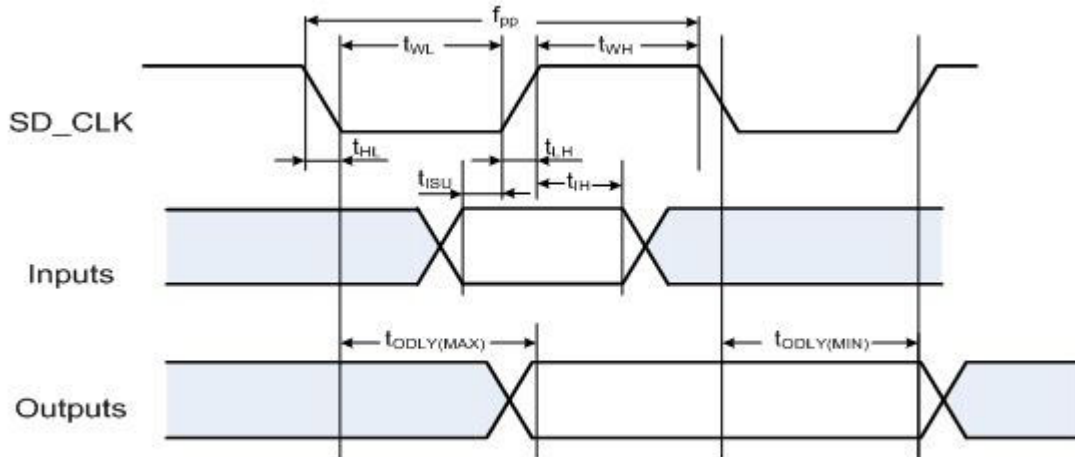 fpp
tWL
tWH
SD_CLK
tHL
tLH
tISU
tIH
Inputs
tODLY(MAX)
tODLY(MIN)
Outputs